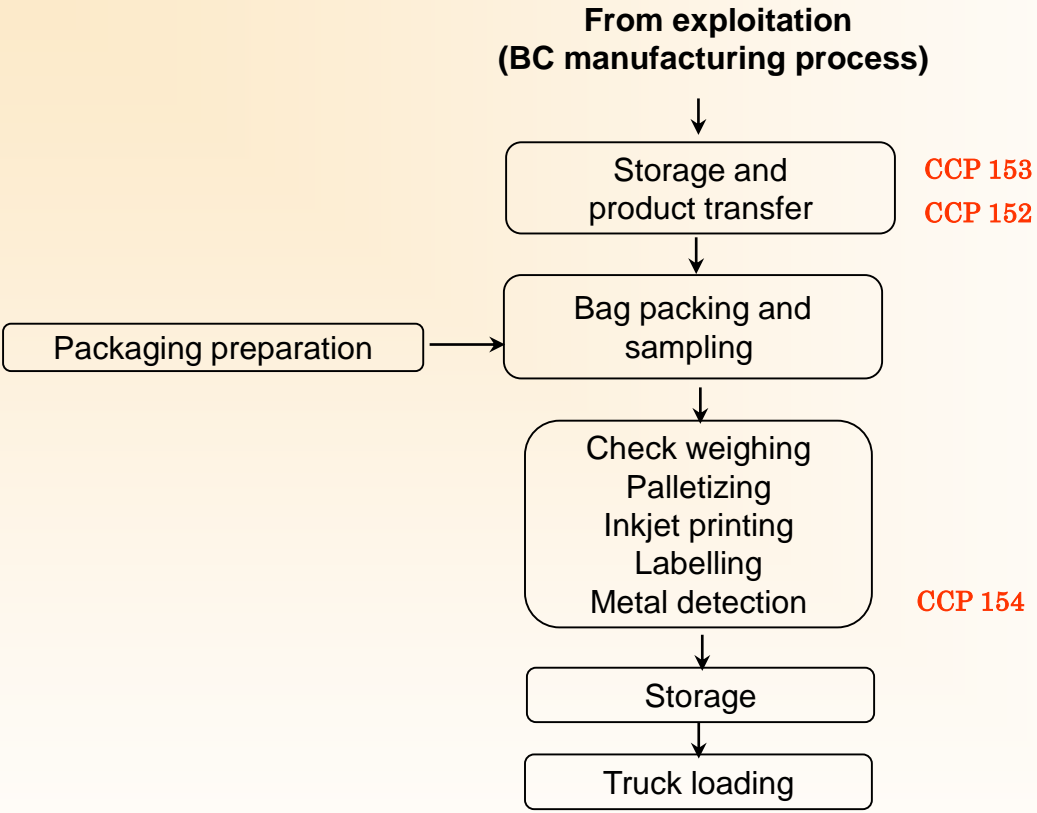 From exploitation
(BC manufacturing process)
Storage and
product transfer
CCP 153
CCP 152
Bag packing and
sampling
Packaging preparation
Check weighing
Palletizing
Inkjet printing
Labelling
Metal detection
CCP 154
Storage
Truck loading